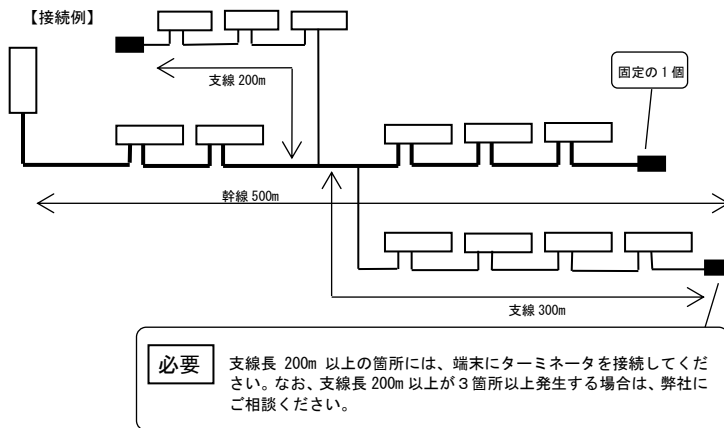 【接続例】
支線 200m
固定の1個
幹線 500m
支線 300m
必要
支線長 200m 以上の箇所には、端末にターミネータを接続してくだ
さい。なお、支線長 200m 以上が3箇所以上発生する場合は、弊社に
ご相談ください。